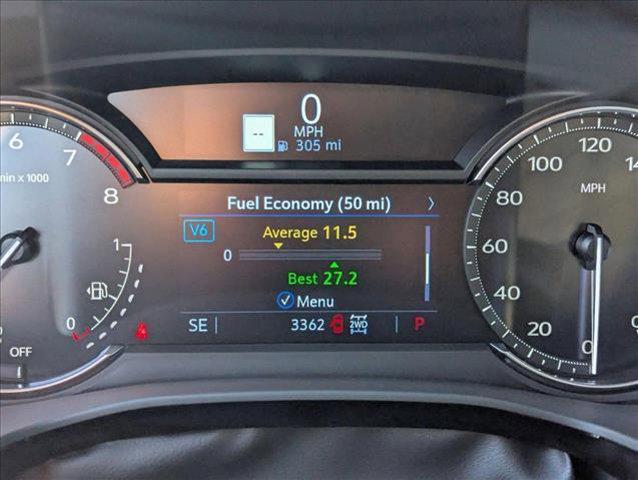 0
--
MPH
305 mi
6
7
8
min x 1000
1
0
OFF
Fuel Economy (50 mi)
V6
Average 11.5
0
Best 27.2
Menu
SE
3362
2WD
P
120
100
MPH
80
60
40
20
0